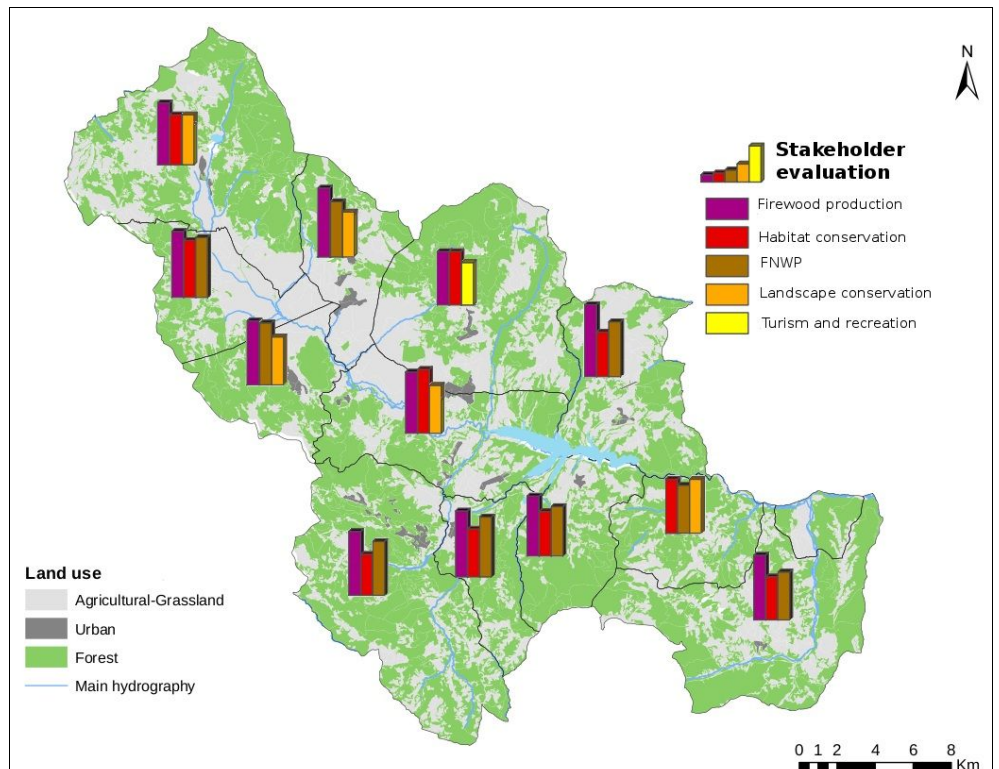 N
Stakeholder
evaluation
Firewood production
Habitat conservation
FNWP
Landscape conservation
Turism and recreation
Land use
Agricultural-Grassland
Urban
Forest
Main hydrography
0 1 2 4 6 8
Km